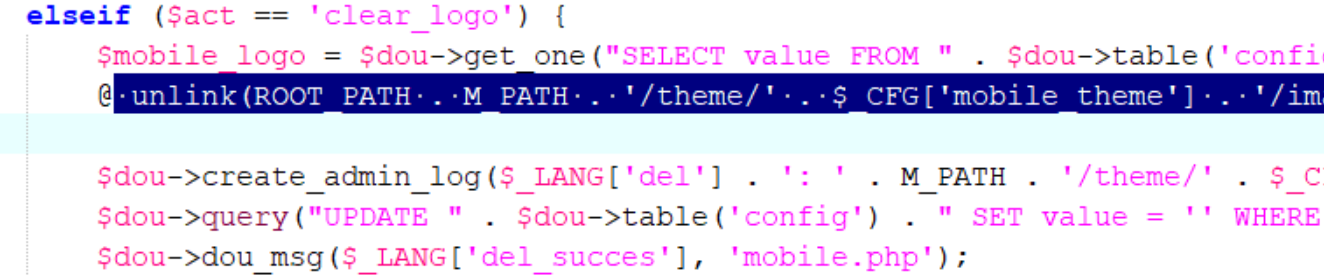 elseif ($act == 'clear_logo') {
$mobile_logo = $dou->get_one("SELECT value FROM " . $dou->table('config
@ unlink(ROOT_PATH . M_PATH . '/theme/' . $_CFG['mobile_theme'] . '/ima
$dou->create_admin_log($_LANG['del'] . ': ' . M_PATH . '/theme/' . $_C
$dou->query("UPDATE " . $dou->table('config') . " SET value = '' WHERE
$dou->dou_msg($_LANG['del_succes'], 'mobile.php');